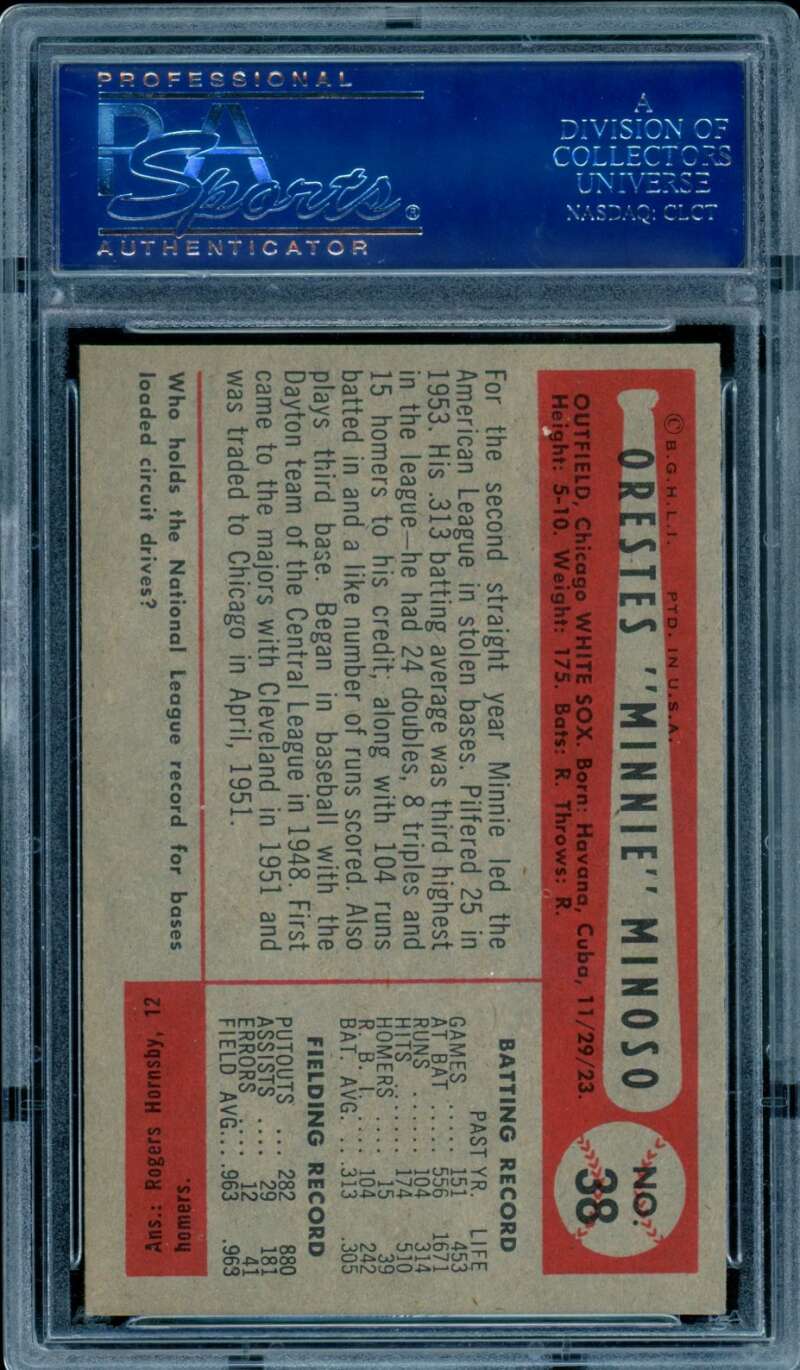 PROFESSIONAL
PSA
Sports®
AUTHENTICATOR
A
DIVISION OF
COLLECTORS
UNIVERSE
NASDAQ: CLCT
© B.G.H.L.I. PTD. IN U.S.A.
ORESTES "MINNIE" MINOSO
NO.
38
OUTFIELD, Chicago WHITE SOX. Born: Havana, Cuba, 11/29/23.
Height: 5-10. Weight: 175. Bats: R. Throws: R.
For the second straight year Minnie led the
American League in stolen bases. Pilfered 25 in
1953. His .313 batting average was third highest
in the league—he had 24 doubles, 8 triples and
15 homers to his credit, along with 104 runs
batted in and a like number of runs scored. Also
plays third base. Began in baseball with the
Dayton team of the Central League in 1948. First
came to the majors with Cleveland in 1951 and
was traded to Chicago in April, 1951.
BATTING RECORD
PAST YR. LIFE
GAMES ..... 151 453
AT BAT ..... 556 1671
RUNS ...... 104 314
HITS ...... 174 510
HOMERS .... 15 39
R. B. I. .... 104 242
BAT. AVG. .. .313 .305
FIELDING RECORD
PUTOUTS ... 282 880
ASSISTS .... 29 181
ERRORS .... 12 41
FIELD AVG. . .963 .963
Who holds the National League record for bases
loaded circuit drives?
Ans.: Rogers Hornsby, 12
homers.